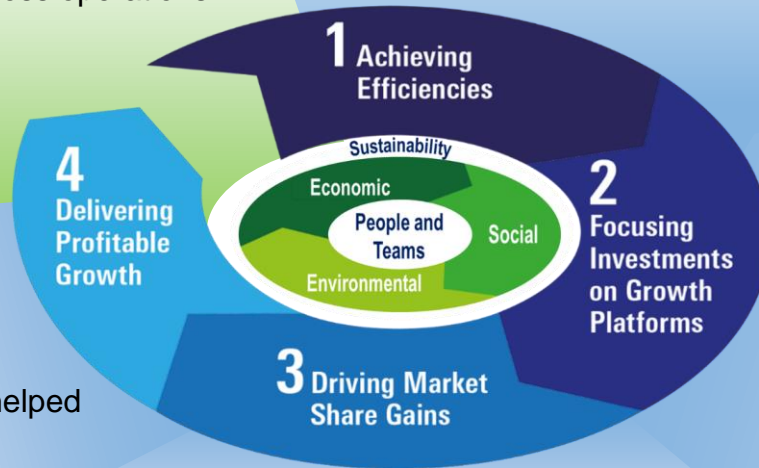 1 Achieving
Efficiencies
2
Focusing
Investments
on Growth
Platforms
3 Driving Market
Share Gains
4
Delivering
Profitable
Growth
Sustainability
Economic
Social
Environmental
People and
Teams
helped